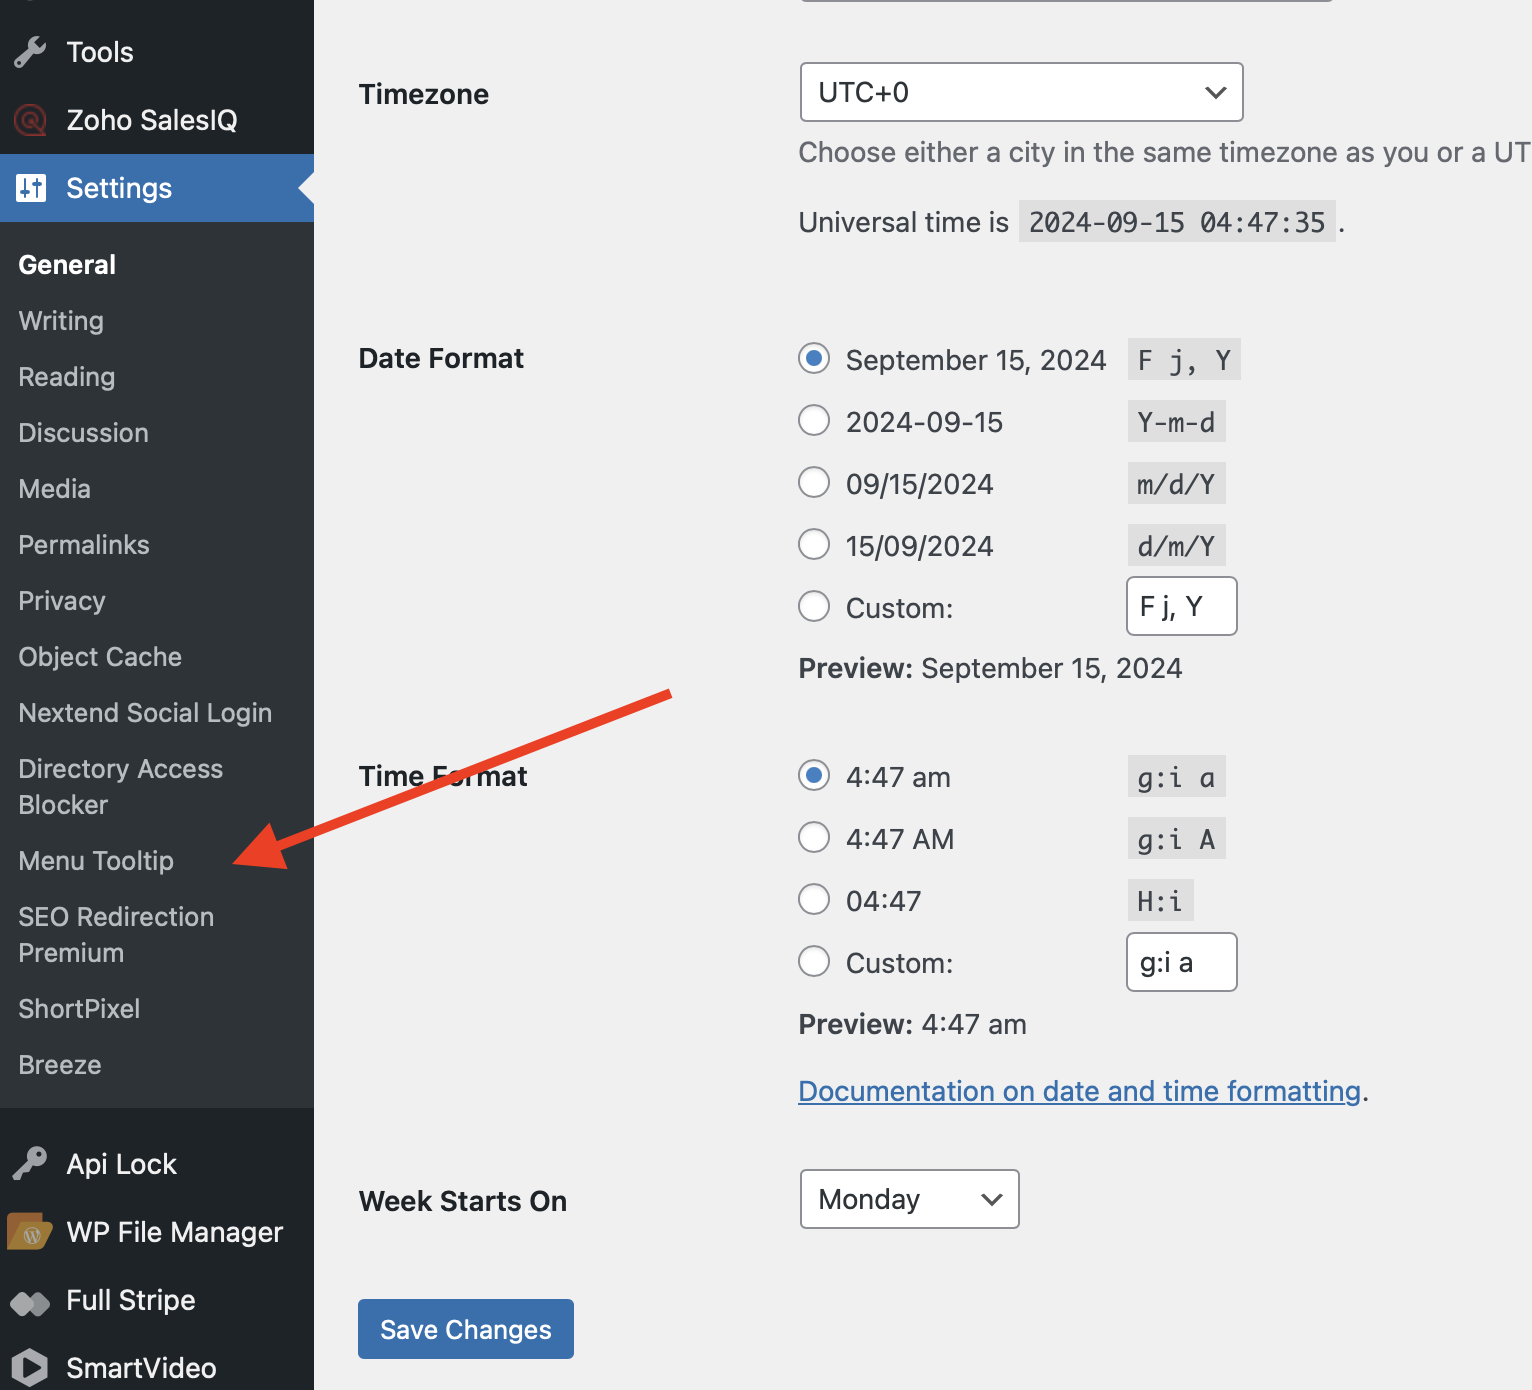 Tools
Zoho SalesIQ
Settings
General
Writing
Reading
Discussion
Media
Permalinks
Privacy
Object Cache
Nextend Social Login
Directory Access
Blocker
Menu Tooltip
SEO Redirection
Premium
ShortPixel
Breeze
Api Lock
WP File Manager
Full Stripe
SmartVideo
Timezone
UTC+0
Choose either a city in the same timezone as you or a UT
Universal time is 2024-09-15 04:47:35 .
Date Format
September 15, 2024 F j, Y
2024-09-15 Y-m-d
09/15/2024 m/d/Y
15/09/2024 d/m/Y
Custom: F j, Y
Preview: September 15, 2024
Time Format
4:47 am g:i a
4:47 AM g:i A
04:47 H:i
Custom: g:i a
Preview: 4:47 am
Documentation on date and time formatting.
Week Starts On
Monday
Save Changes